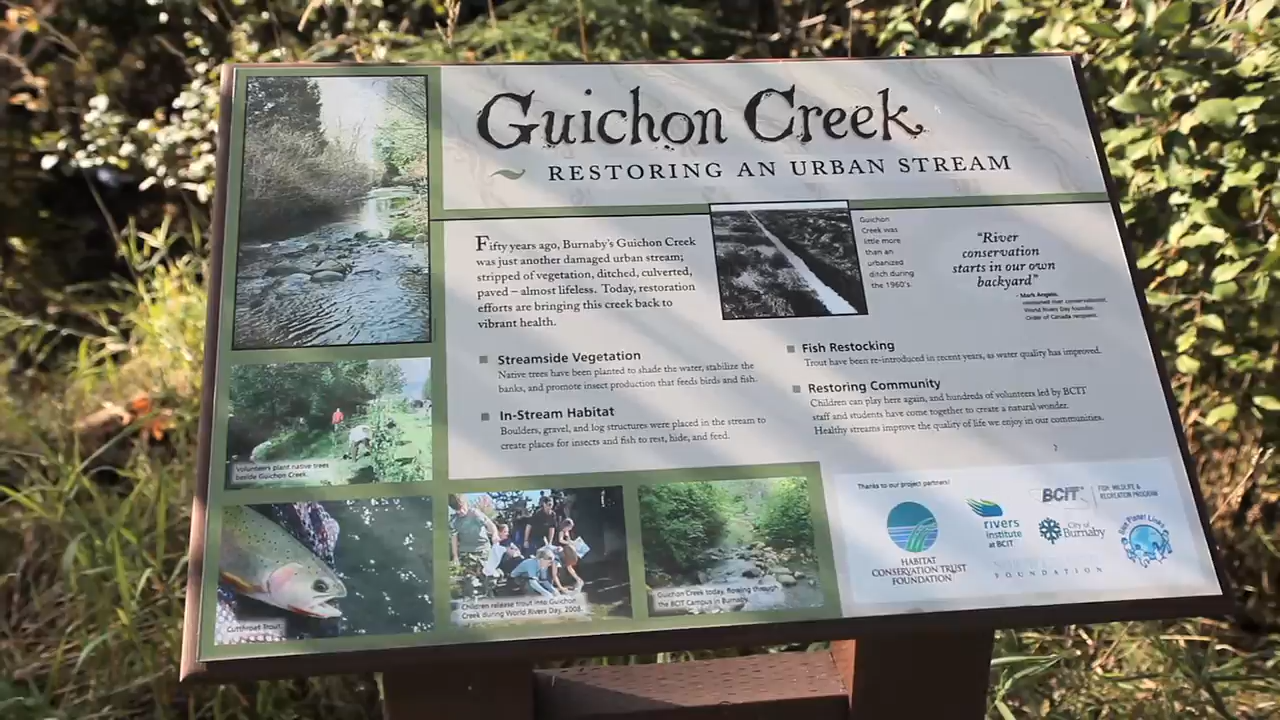 Guichon Creek
RESTORING AN URBAN STREAM
Fifty years ago, Burnaby's Guichon Creek
was just another damaged urban stream;
stripped of vegetation, ditched, culverted,
paved – almost lifeless. Today, restoration
efforts are bringing this creek back to
vibrant health.
Guichon
Creek was
little more
than an
urbanized
ditch during
the 1960's.
"River
conservation
starts in our own
backyard"
- Mark Angelo,
renowned river conservationist,
World Rivers Day founder,
Order of Canada recipient.
Streamside Vegetation
Native trees have been planted to shade the water, stabilize the
banks, and promote insect production that feeds birds and fish.
In-Stream Habitat
Boulders, gravel, and log structures were placed in the stream to
create places for insects and fish to rest, hide, and feed.
Fish Restocking
Trout have been re-introduced in recent years, as water quality has improved.
Restoring Community
Children can play here again, and hundreds of volunteers led by BCIT
staff and students have come together to create a natural wonder.
Healthy streams improve the quality of life we enjoy in our communities.
Volunteers plant native trees
beside Guichon Creek.
Cutthroat Trout.
Children release trout into Guichon
Creek during World Rivers Day, 2008.
Guichon Creek today, flowing through
the BCIT Campus in Burnaby.
Thanks to our project partners!
HABITAT
CONSERVATION TRUST
FOUNDATION
rivers
institute
at BCIT
BCIT
FISH, WILDLIFE &
RECREATION PROGRAM
City of
Burnaby
FOUNDATION